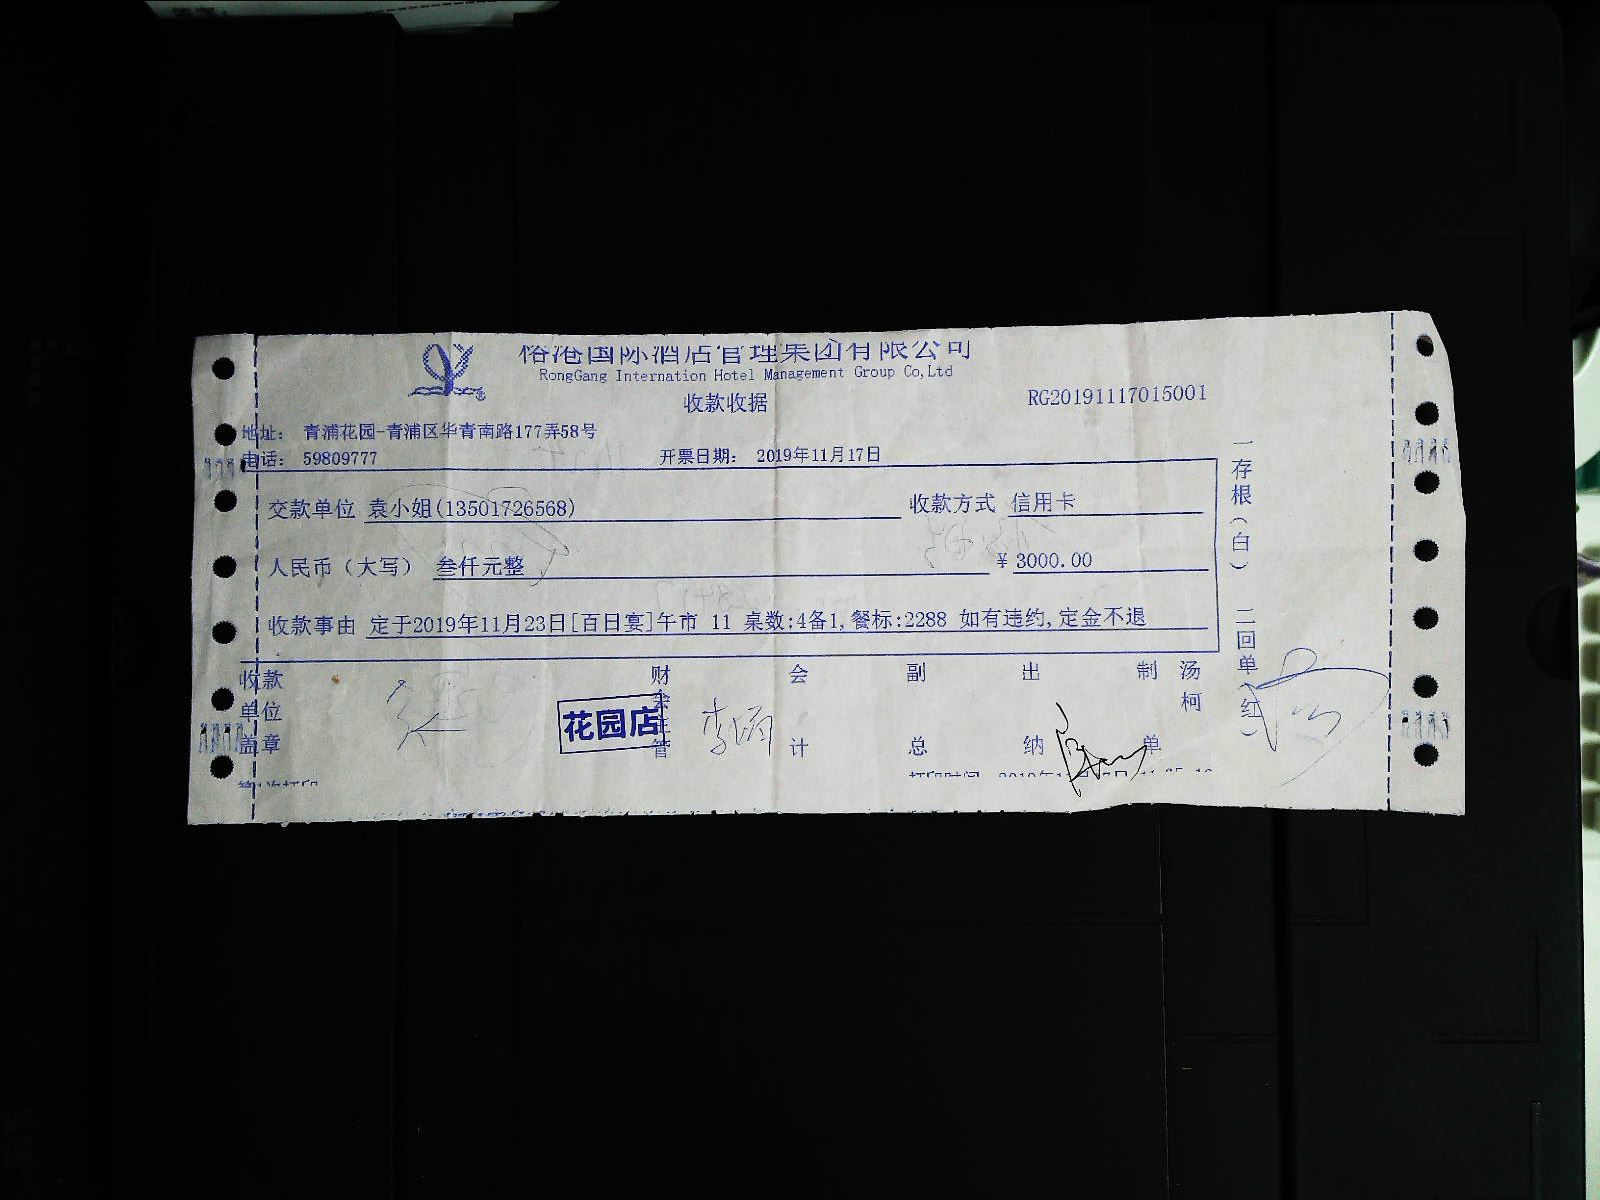 俗港国际酒店管理集团有限公司
RongGang Internation Hotel Management Group Co,Ltd
收款收据
RG20191117015001
地址： 青浦花园-青浦区华青南路177弄58号
电话： 59809777
开票日期： 2019年11月17日
交款单位 袁小姐(13501726568)
收款方式 信用卡
人民币（大写） 叁仟元整
¥3000.00
收款事由 定于2019年11月23日[百日宴]午市 11 桌数:4备1,餐标:2288 如有违约,定金不退
一存根（白） 二回单（红）
收款单位盖章
花园店
财会主管
会计
副总
出纳
制单
汤柯